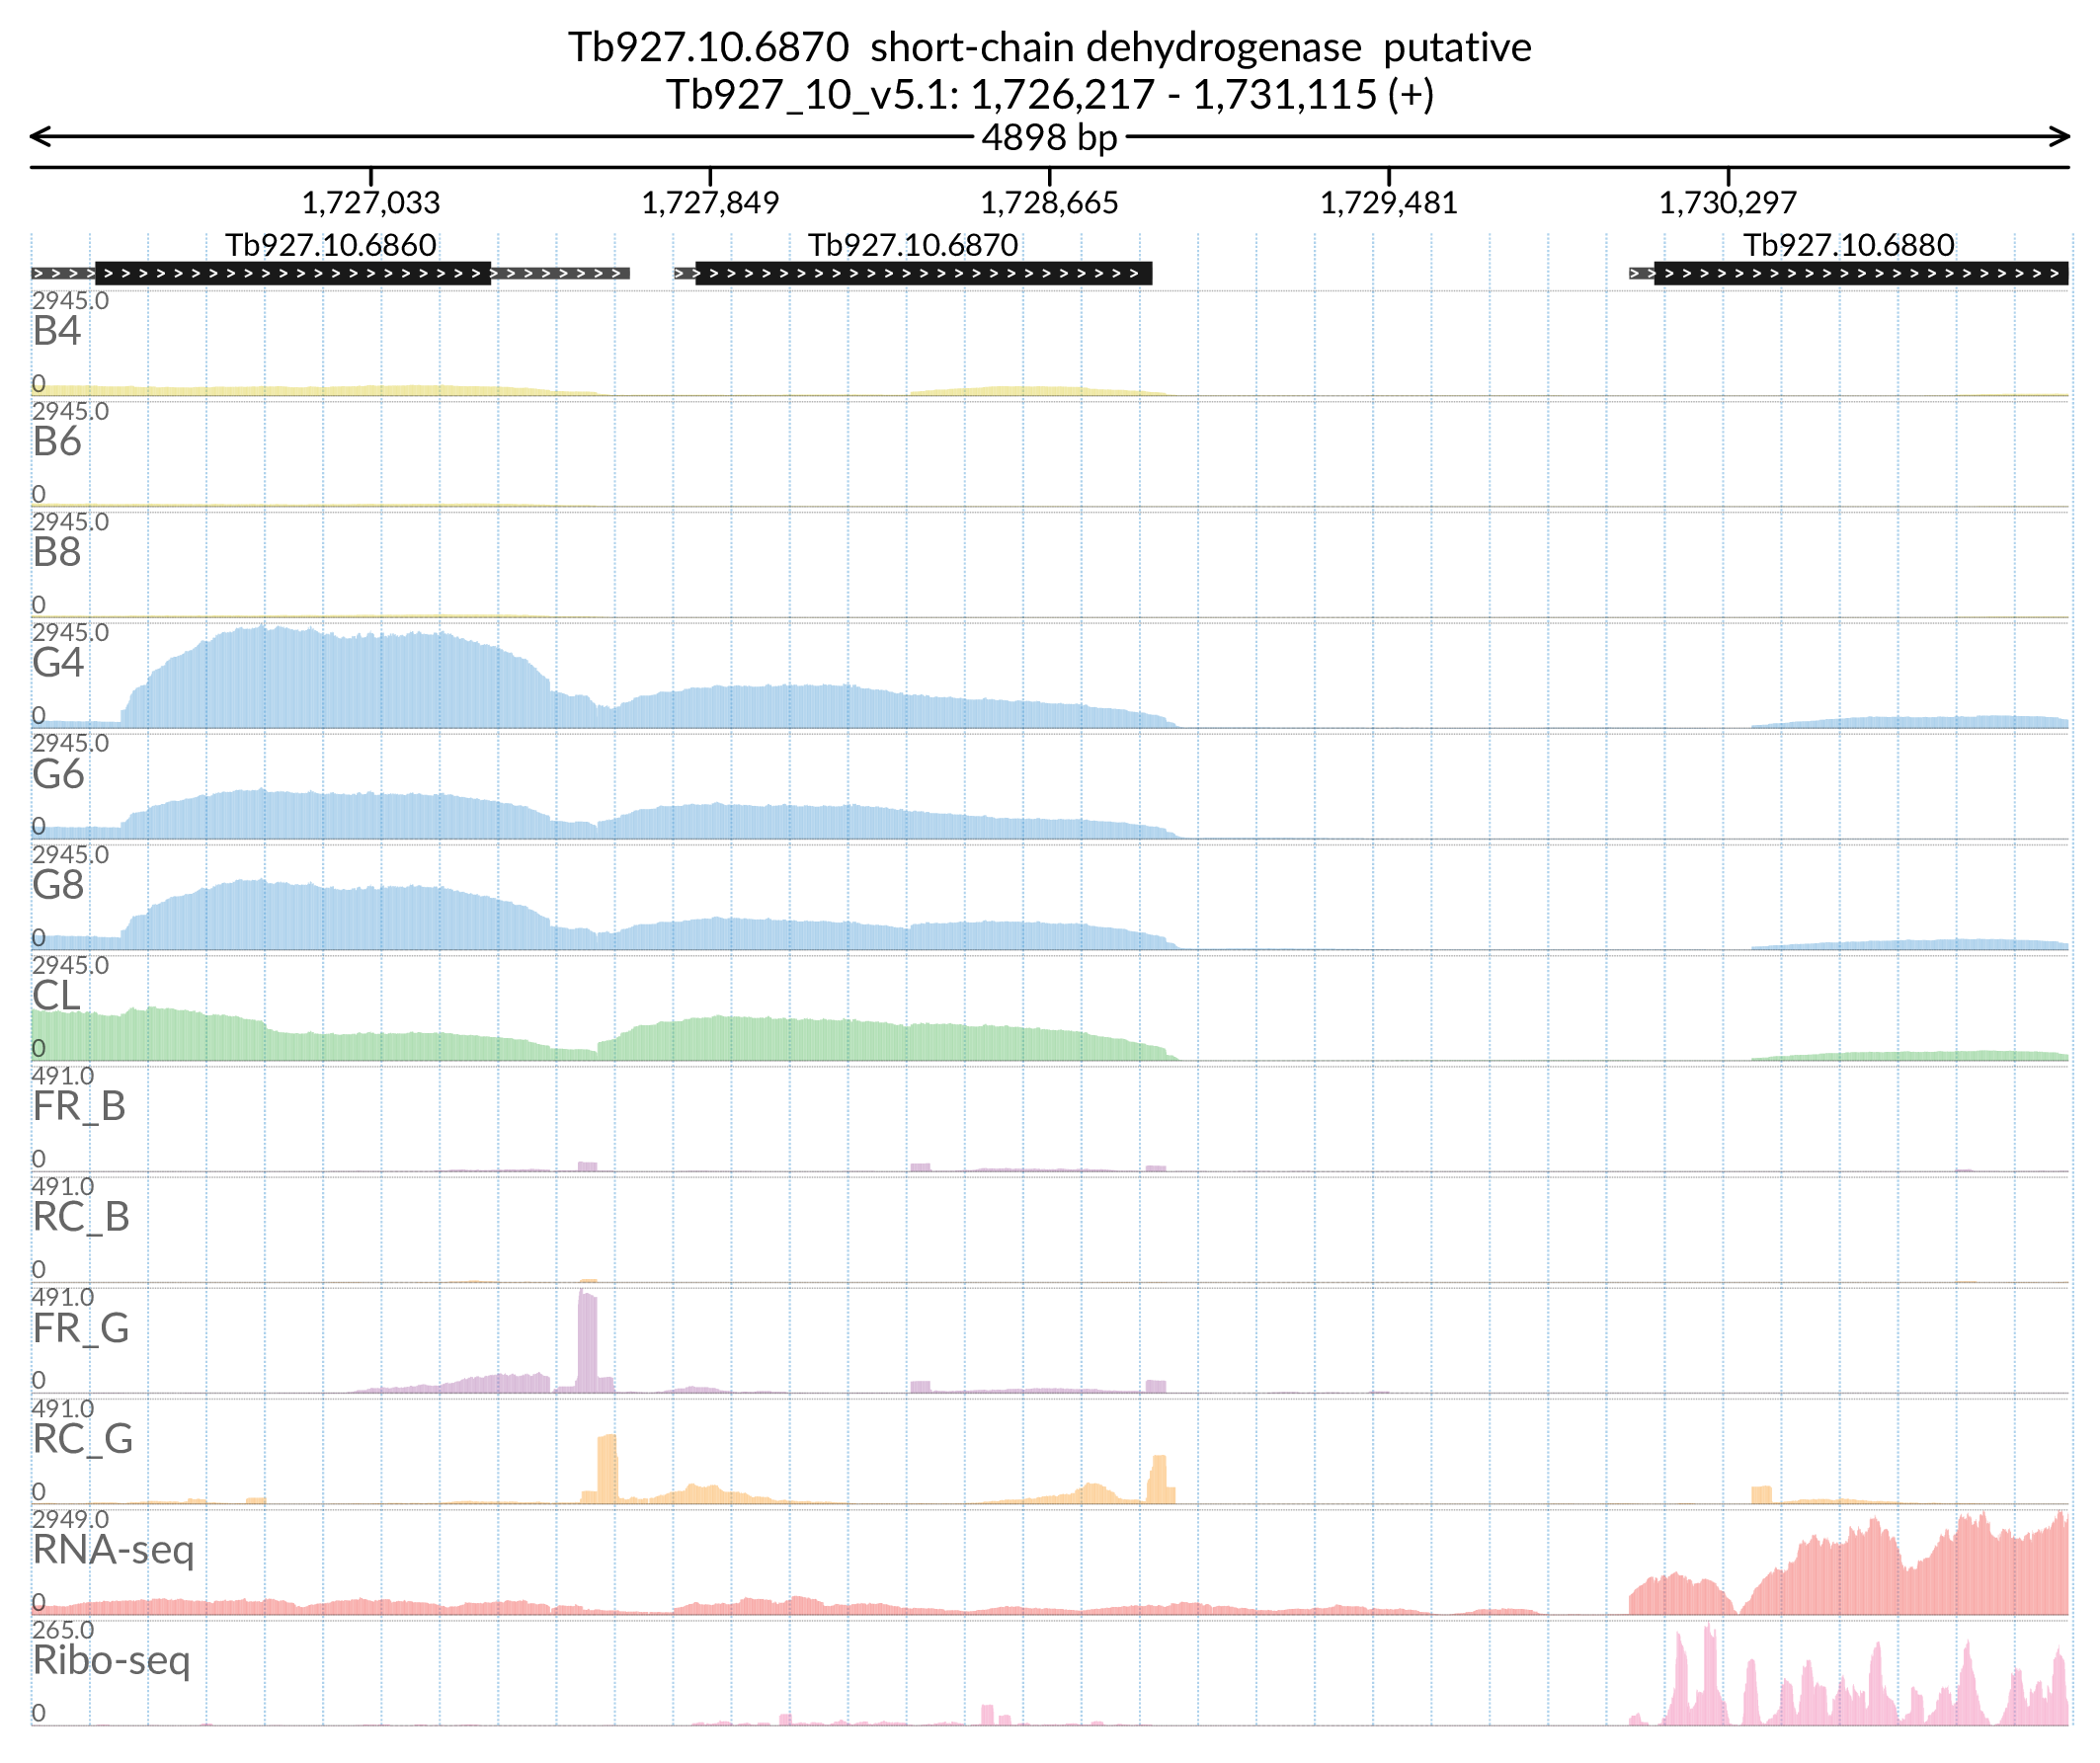 Tb927.10.6870 short-chain dehydrogenase putative
Tb927_10_v5.1: 1,726,217 - 1,731,115 (+)
4898 bp
1,727,033 1,727,849 1,728,665 1,729,481 1,730,297
Tb927.10.6860 Tb927.10.6870 Tb927.10.6880
2945.0
B4
0
2945.0
B6
0
2945.0
B8
0
2945.0
G4
0
2945.0
G6
0
2945.0
G8
0
2945.0
CL
0
491.0
FR_B
0
491.0
RC_B
0
491.0
FR_G
0
491.0
RC_G
0
2949.0
RNA-seq
0
265.0
Ribo-seq
0